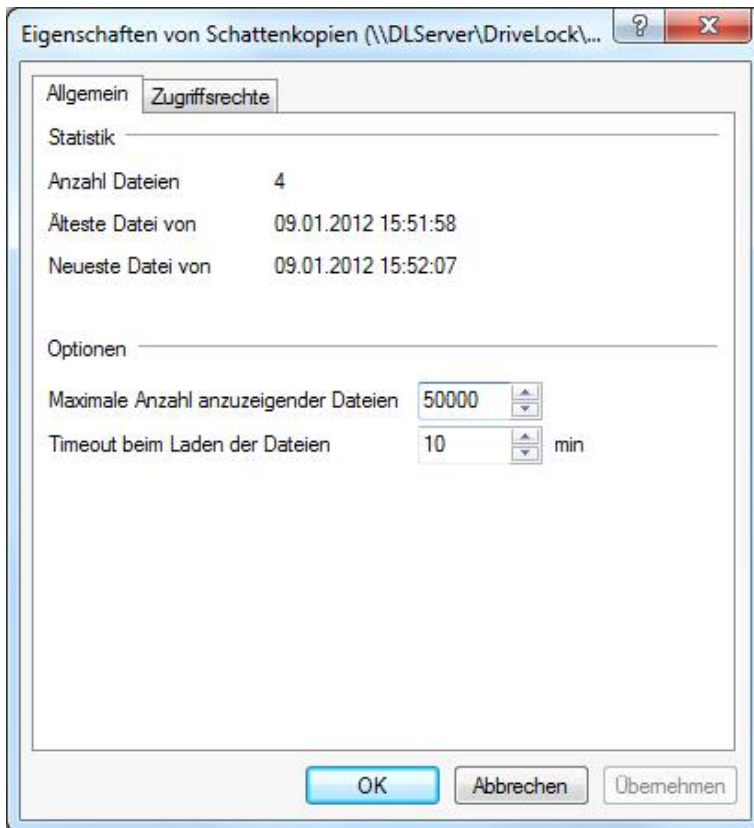 Eigenschaften von Schattenkopien (\\DLServer\DriveLock\...
Allgemein Zugriffsrechte
Statistik
Anzahl Dateien 4
Älteste Datei von 09.01.2012 15:51:58
Neueste Datei von 09.01.2012 15:52:07
Optionen
Maximale Anzahl anzuzeigender Dateien 50000
Timeout beim Laden der Dateien 10 min
OK Abbrechen Übernehmen